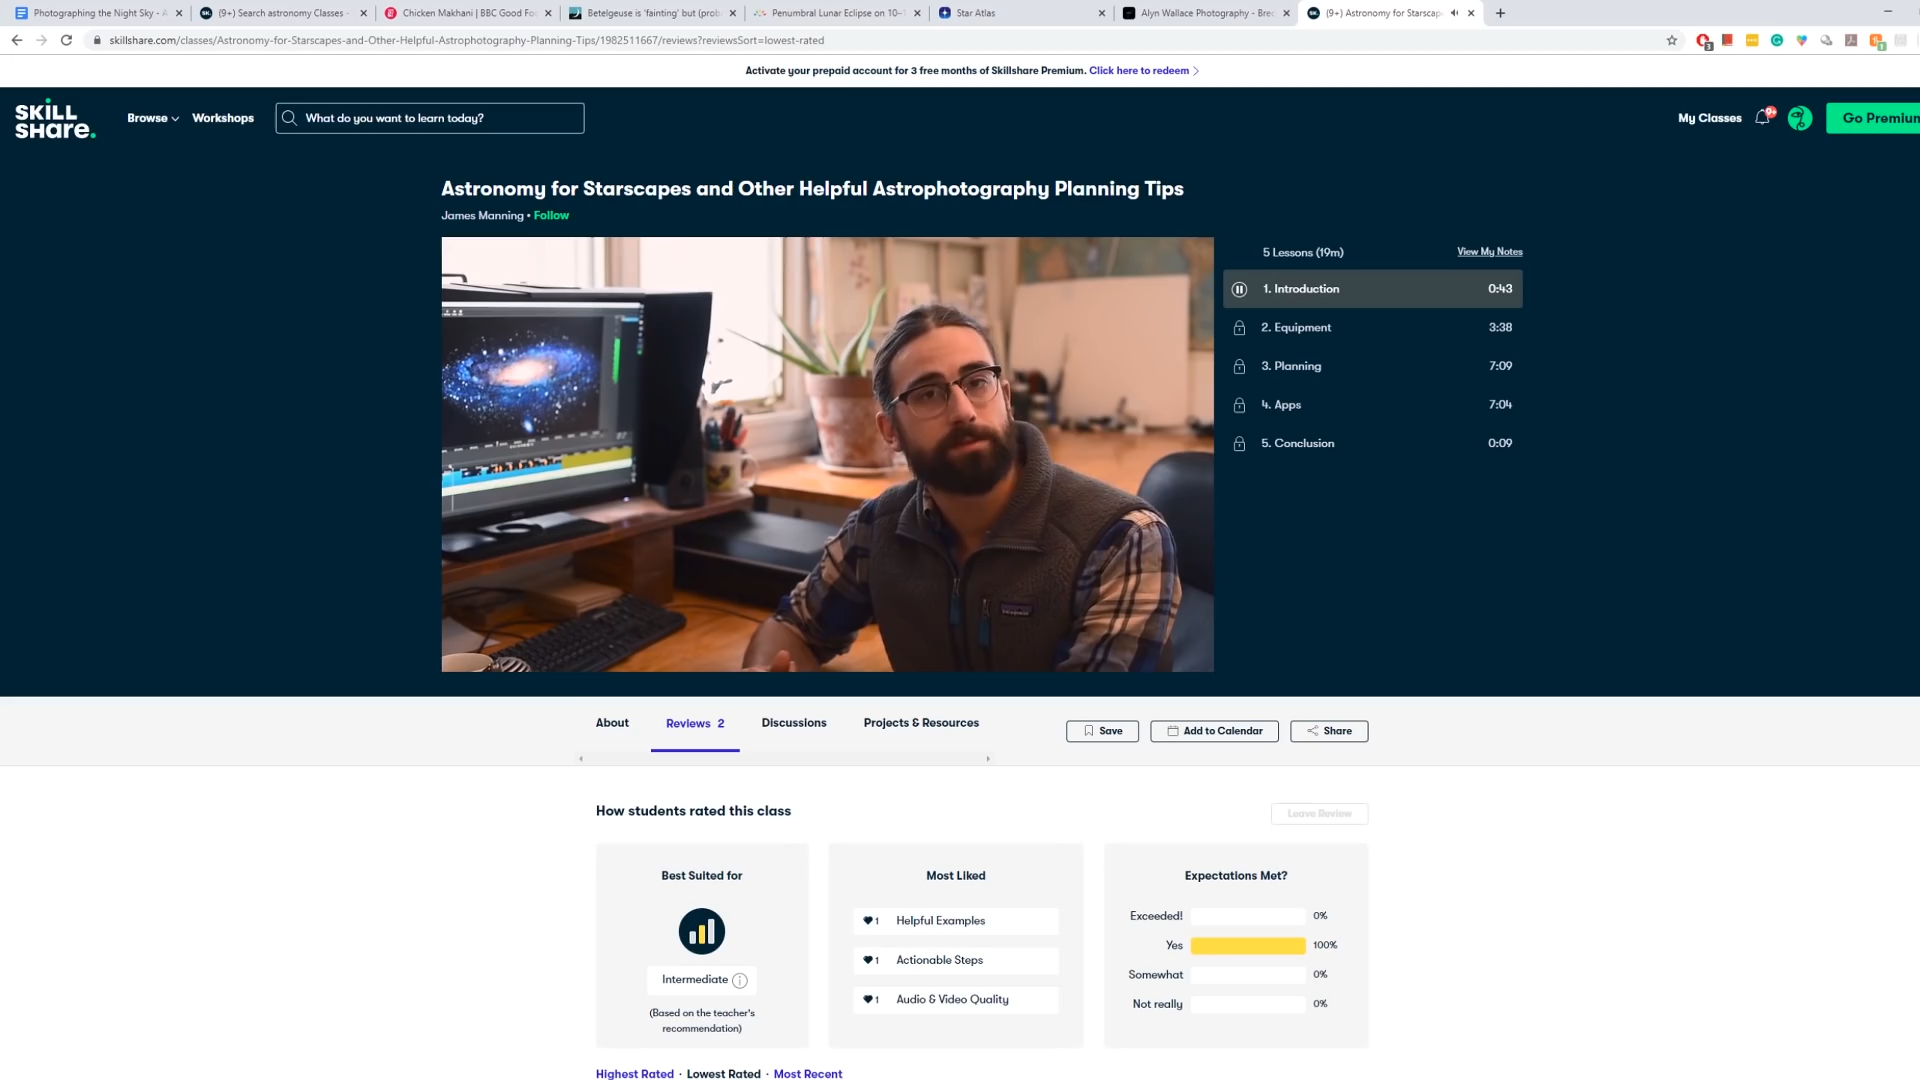 Photographing the Night Sky - A
(9+) Search astronomy Classes -
Chicken Makhani | BBC Good Foo
Betelgeuse is 'fainting' but (prob
Penumbral Lunar Eclipse on 10–1
Star Atlas
Alyn Wallace Photography - Brec
(9+) Astronomy for Starscap
skillshare.com/classes/Astronomy-for-Starscapes-and-Other-Helpful-Astrophotography-Planning-Tips/1982511667/reviews?reviewsSort=lowest-rated
Activate your prepaid account for 3 free months of Skillshare Premium. Click here to redeem
SKILL
SHARE.
Browse
Workshops
What do you want to learn today?
My Classes
9+
Go Premium
Astronomy for Starscapes and Other Helpful Astrophotography Planning Tips
James Manning • Follow
5 Lessons (19m)
View My Notes
1. Introduction 0:43
2. Equipment 3:38
3. Planning 7:09
4. Apps 7:04
5. Conclusion 0:09
patagonia
About
Reviews 2
Discussions
Projects & Resources
Save
Add to Calendar
Share
How students rated this class
Leave Review
Best Suited for
Intermediate
(Based on the teacher's
recommendation)
Most Liked
1 Helpful Examples
1 Actionable Steps
1 Audio & Video Quality
Expectations Met?
Exceeded! 0%
Yes 100%
Somewhat 0%
Not really 0%
Highest Rated · Lowest Rated · Most Recent